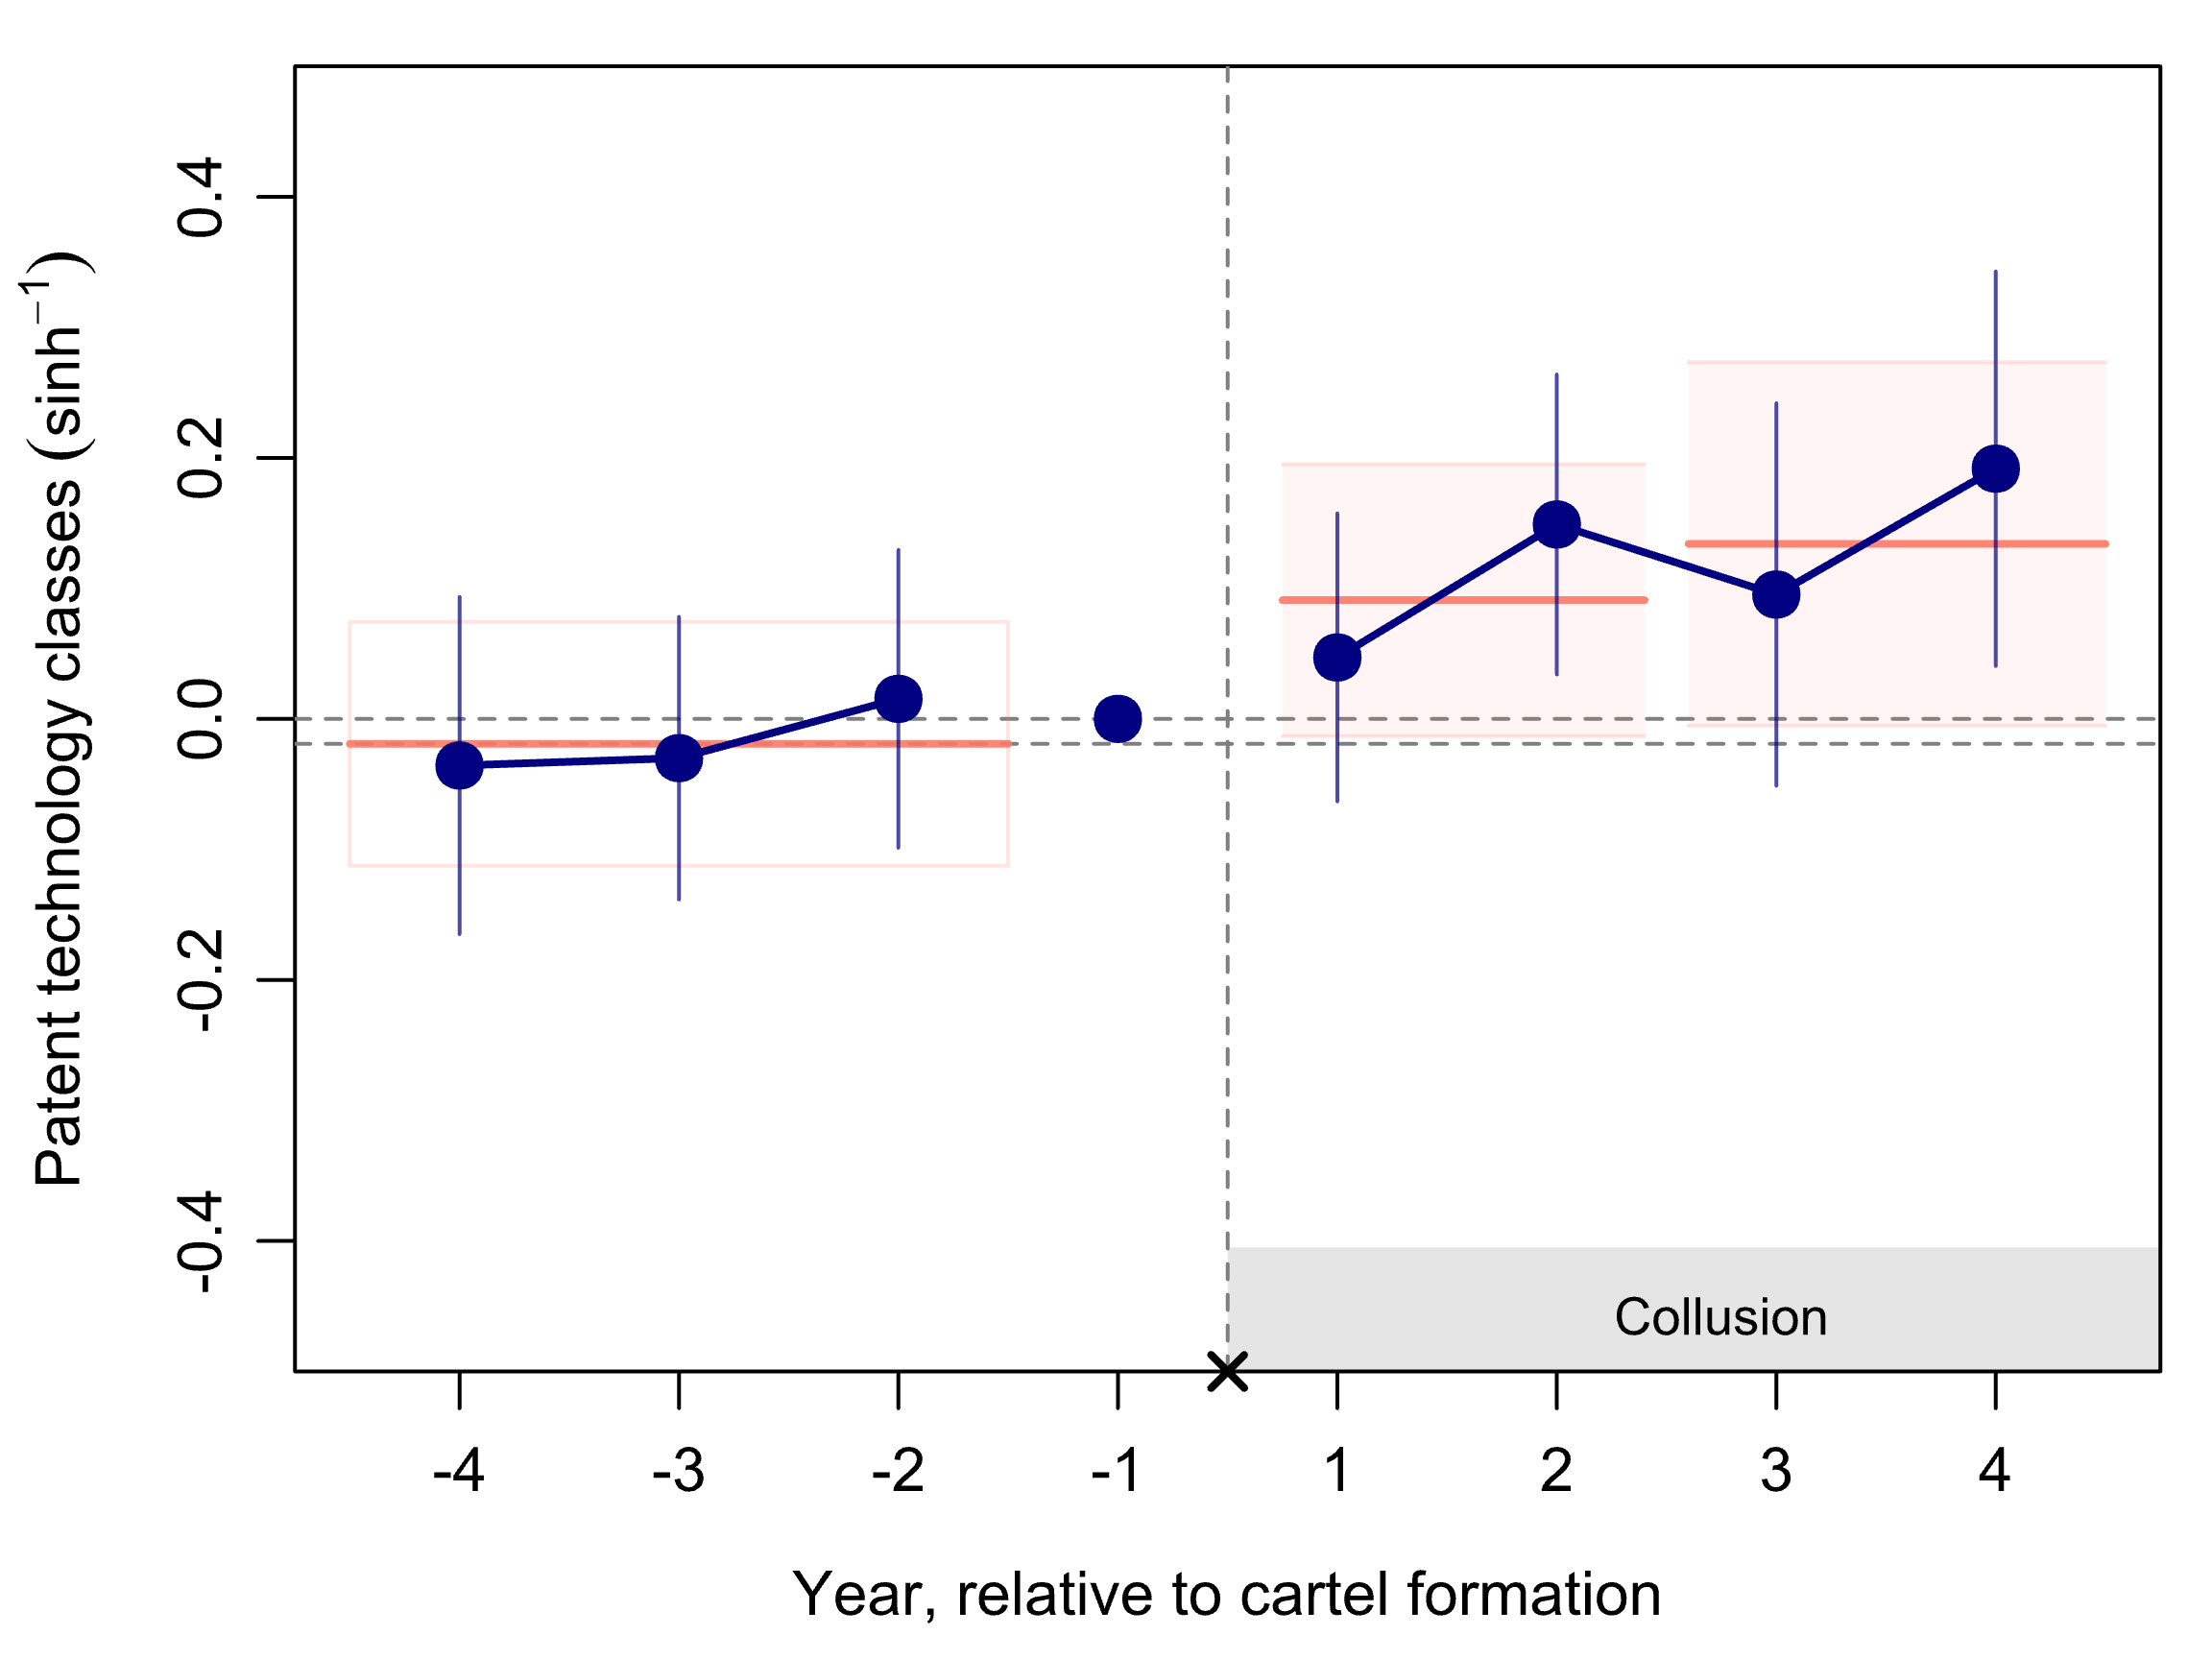 Patent technology classes (sinh⁻¹)
0.4
0.2
0.0
-0.2
-0.4
Collusion
-4 -3 -2 -1 1 2 3 4
Year, relative to cartel formation